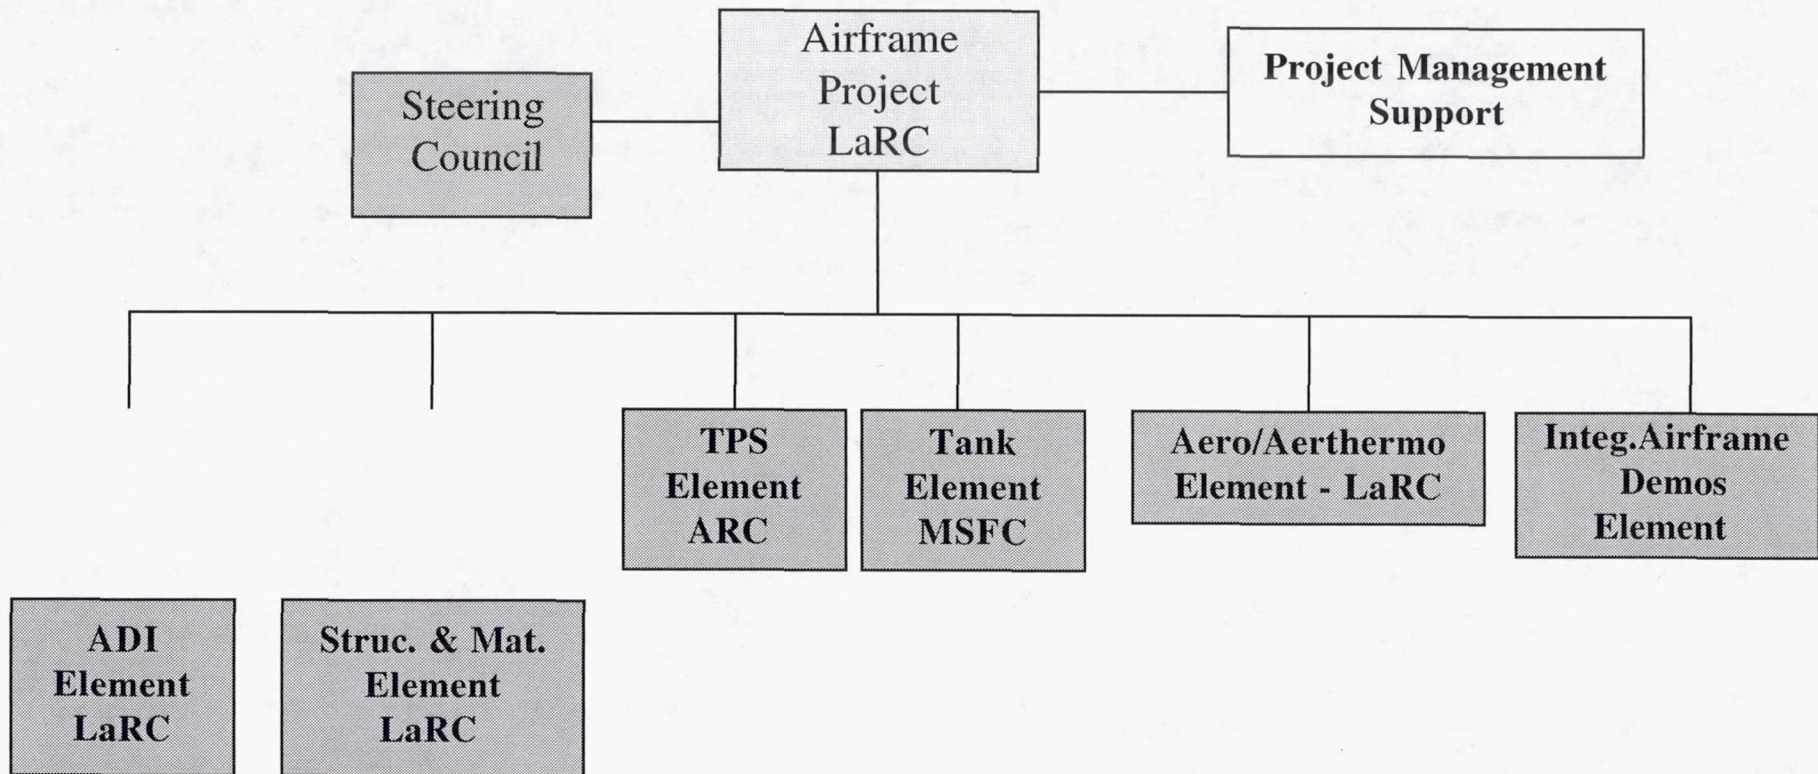 Airframe
Project
LaRC
Steering
Council
Project Management
Support
TPS
Element
ARC
Tank
Element
MSFC
Aero/Aerthermo
Element - LaRC
Integ.Airframe
Demos
Element
ADI
Element
LaRC
Struc. & Mat.
Element
LaRC